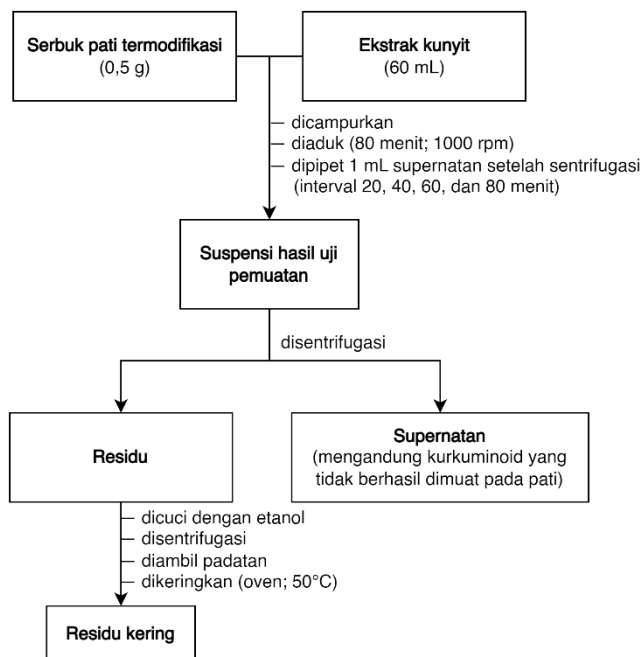 Serbuk pati termodifikasi
(0,5 g)
Ekstrak kunyit
(60 mL)
dicampurkan
diaduk (80 menit; 1000 rpm)
dipipet 1 mL supernatan setelah sentrifugasi
(interval 20, 40, 60, dan 80 menit)
Suspensi hasil uji
pemuatan
disentrifugasi
Residu
Supernatan
(mengandung kurkuminoid yang
tidak berhasil dimuat pada pati)
dicuci dengan etanol
disentrifugasi
diambil padatan
dikeringkan (oven; 50°C)
Residu kering